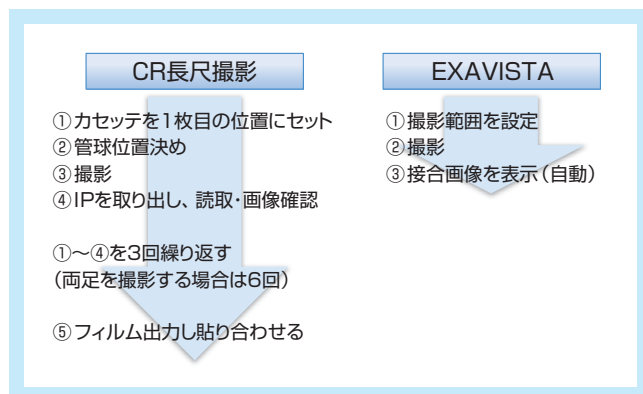 CR長尺撮影
①カセッテを1枚目の位置にセット
②管球位置決め
③撮影
④IPを取り出し、読取・画像確認
①〜④を3回繰り返す
（両足を撮影する場合は6回）
⑤フィルム出力し貼り合わせる
EXAVISTA
①撮影範囲を設定
②撮影
③接合画像を表示（自動）